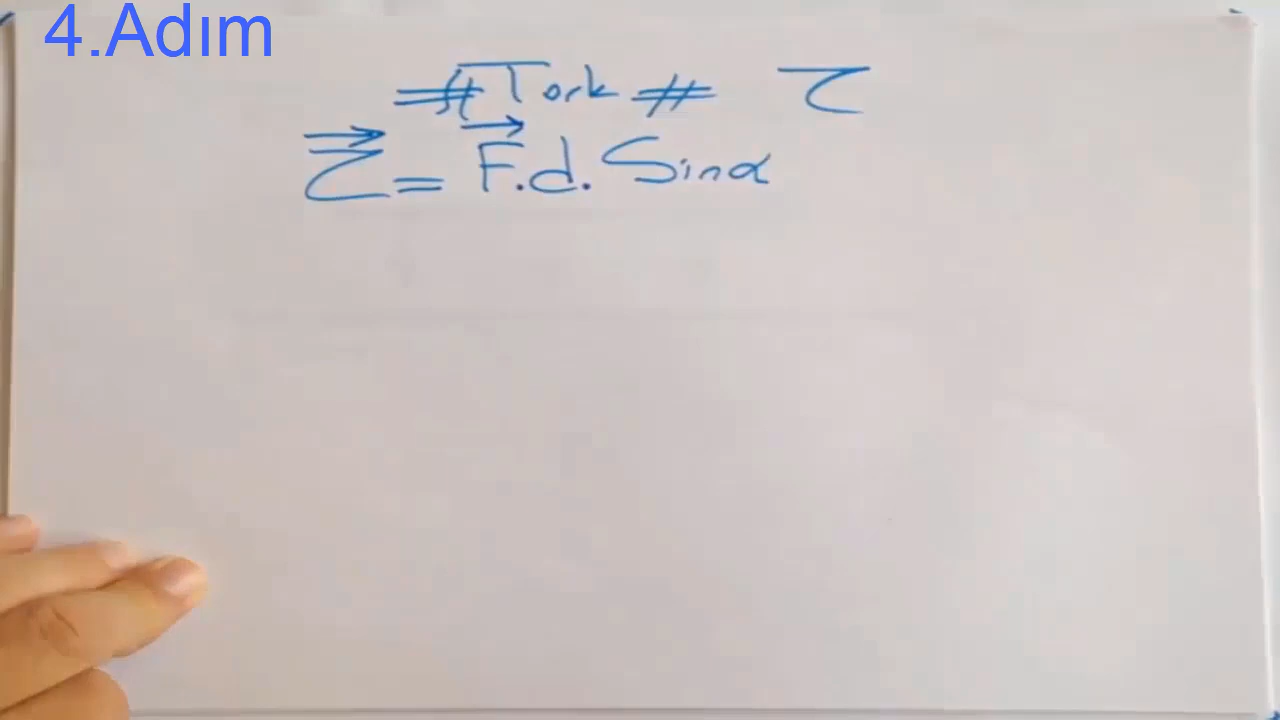 4.Adım
# Tork # τ
τ⃗ = F⃗.d.Sinα